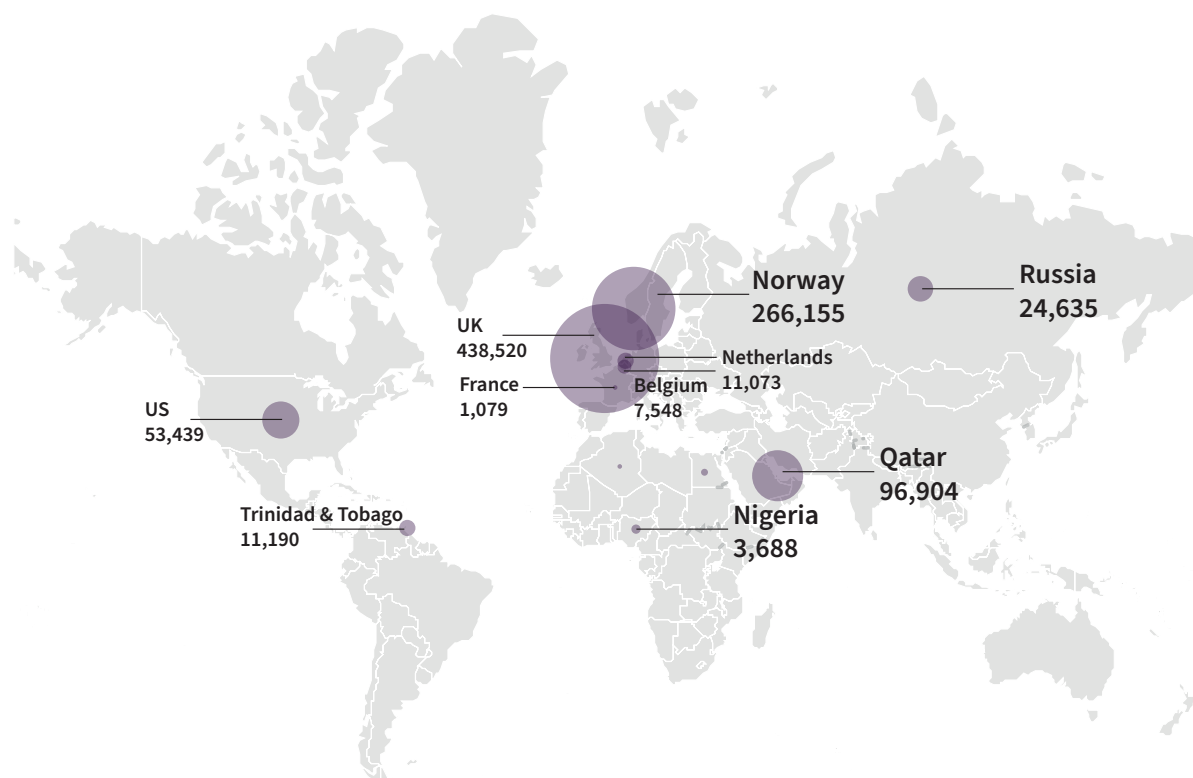 Norway
266,155
Russia
24,635
UK
438,520
Netherlands
11,073
France
1,079
Belgium
7,548
US
53,439
Qatar
96,904
Trinidad & Tobago
11,190
Nigeria
3,688